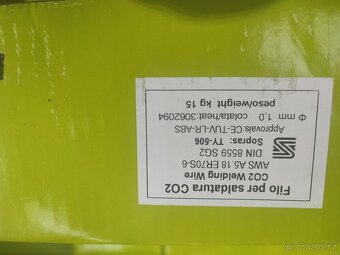 Filo per saldatura CO2
CO2 Welding Wire
AWS A5 18 ER70S-6
DIN 8559 SG2
Sopras: TY-506
Approvals:CE-TUV-LR-ABS
Φ mm 1,0 colata/heat:3062094
peso/weight kg 15